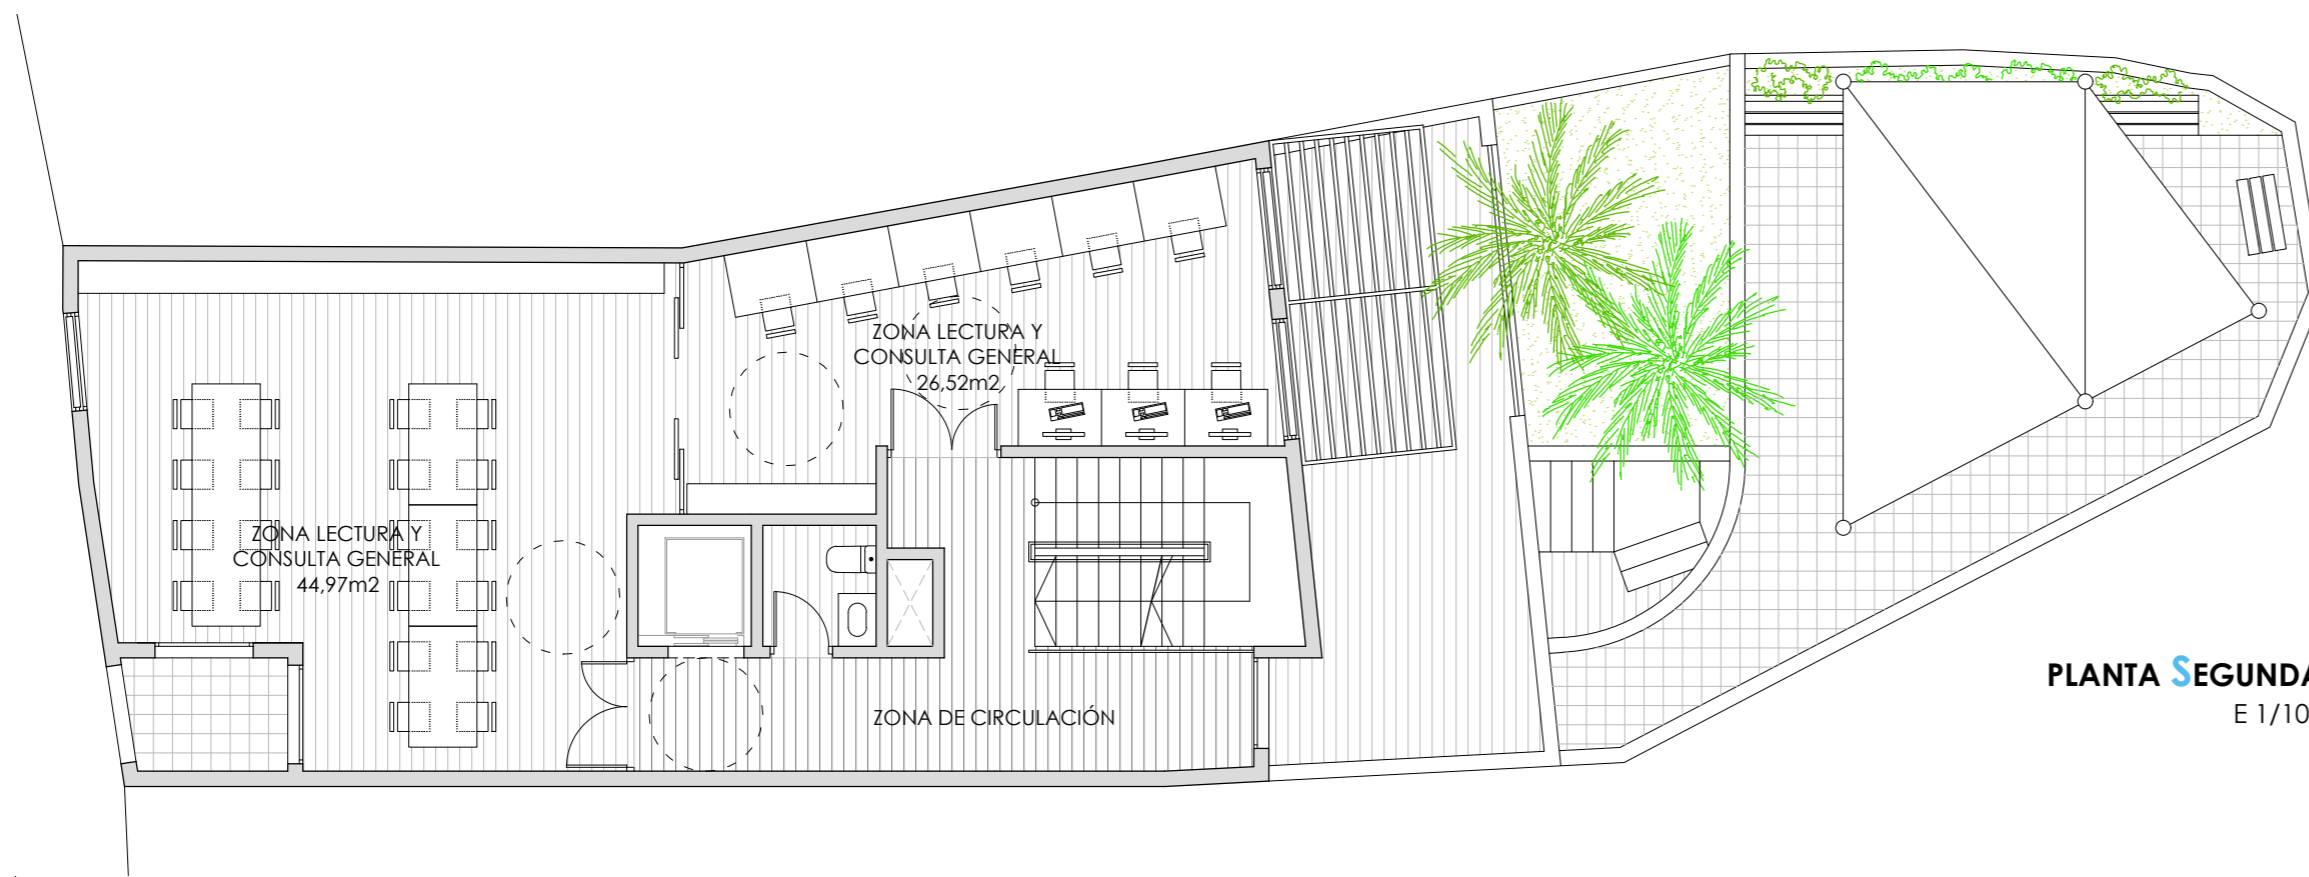 ZONA LECTURA Y
CONSULTA GENERAL
26,52m2
ZONA LECTURA Y
CONSULTA GENERAL
44,97m2
ZONA DE CIRCULACIÓN
PLANTA SEGUNDA
E 1/10